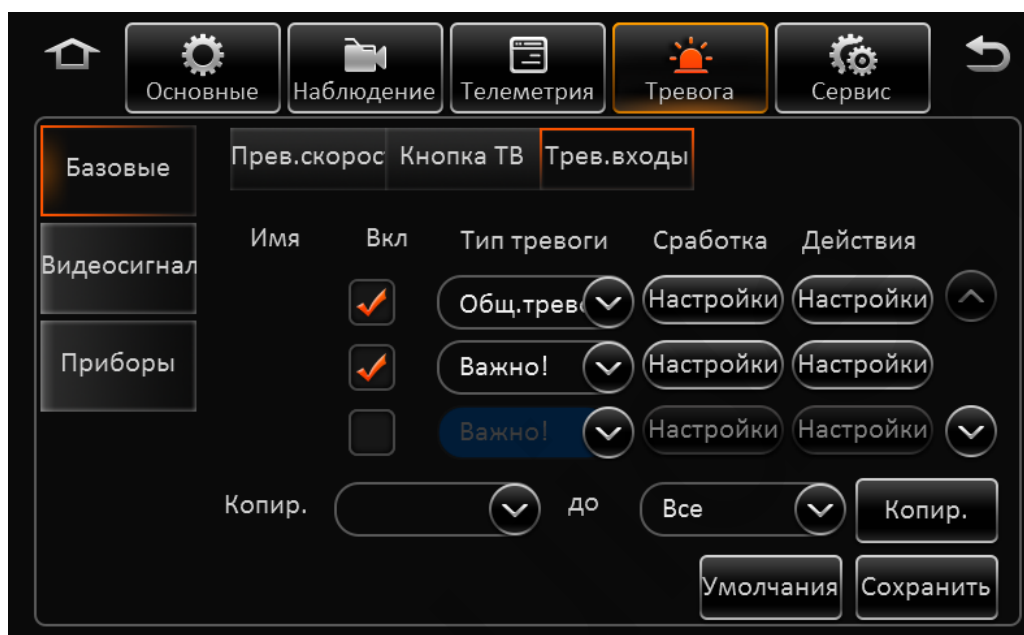 Основные Наблюдение Телеметрия Тревога Сервис
Базовые
Видеосигнал
Приборы
Прев.скорос Кнопка ТВ Трев.входы
Имя Вкл Тип тревоги Сработка Действия
Общ.трев Настройки Настройки
Важно! Настройки Настройки
Важно! Настройки Настройки
Копир. до Все Копир.
Умолчания Сохранить